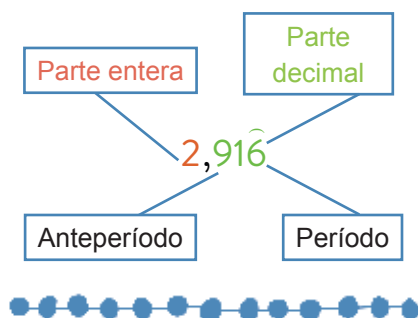 Parte
decimal
Parte entera
2,916̂
Anteperíodo
Período